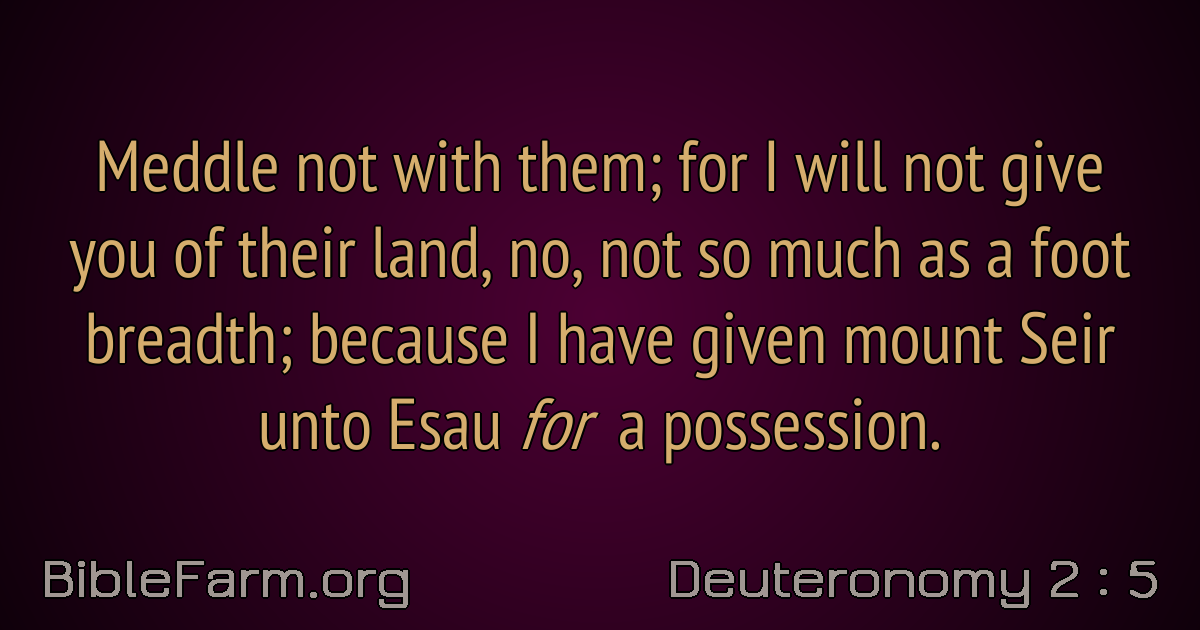 Meddle not with them; for I will not give
you of their land, no, not so much as a foot
breadth; because I have given mount Seir
unto Esau for a possession.
BibleFarm.org
Deuteronomy 2 : 5